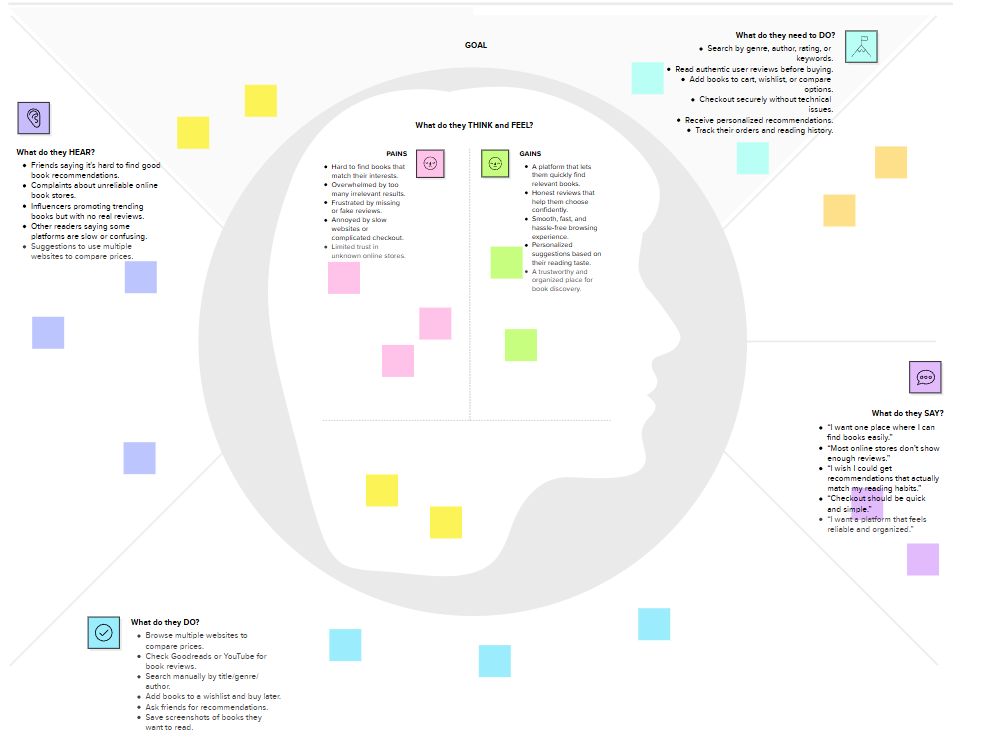 GOAL
What do they need to DO?
• Search by genre, author, rating, or
keywords.
• Read authentic user reviews before buying.
• Add books to cart, wishlist, or compare
options.
• Checkout securely without technical
issues.
• Receive personalized recommendations.
• Track their orders and reading history.
What do they HEAR?
• Friends saying it's hard to find good
book recommendations.
• Complaints about unreliable online
book stores.
• Influencers promoting trending
books but with no real reviews.
• Other readers saying some
platforms are slow or confusing.
• Suggestions to use multiple
websites to compare prices.
What do they THINK and FEEL?
PAINS
• Hard to find books that
match their interests.
• Overwhelmed by too
many irrelevant results.
• Frustrated by missing
or fake reviews.
• Annoyed by slow
websites or
complicated checkout.
• Limited trust in
unknown online stores.
GAINS
• A platform that lets
them quickly find
relevant books.
• Honest reviews that
help them choose
confidently.
• Smooth, fast, and
hassle-free browsing
experience.
• Personalized
suggestions based on
their reading taste.
• A trustworthy and
organized place for
book discovery.
What do they SAY?
• "I want one place where I can
find books easily."
• "Most online stores don't show
enough reviews."
• "I wish I could get
recommendations that actually
match my reading habits."
• "Checkout should be quick
and simple."
• "I want a platform that feels
reliable and organized."
What do they DO?
• Browse multiple websites to
compare prices.
• Check Goodreads or YouTube for
book reviews.
• Search manually by title/genre/
author.
• Add books to a wishlist and buy later.
• Ask friends for recommendations.
• Save screenshots of books they
want to read.